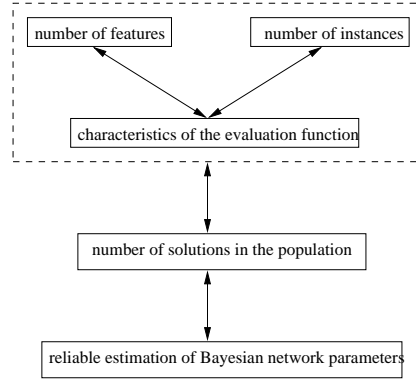 number of features
number of instances
characteristics of the evaluation function
number of solutions in the population
reliable estimation of Bayesian network parameters